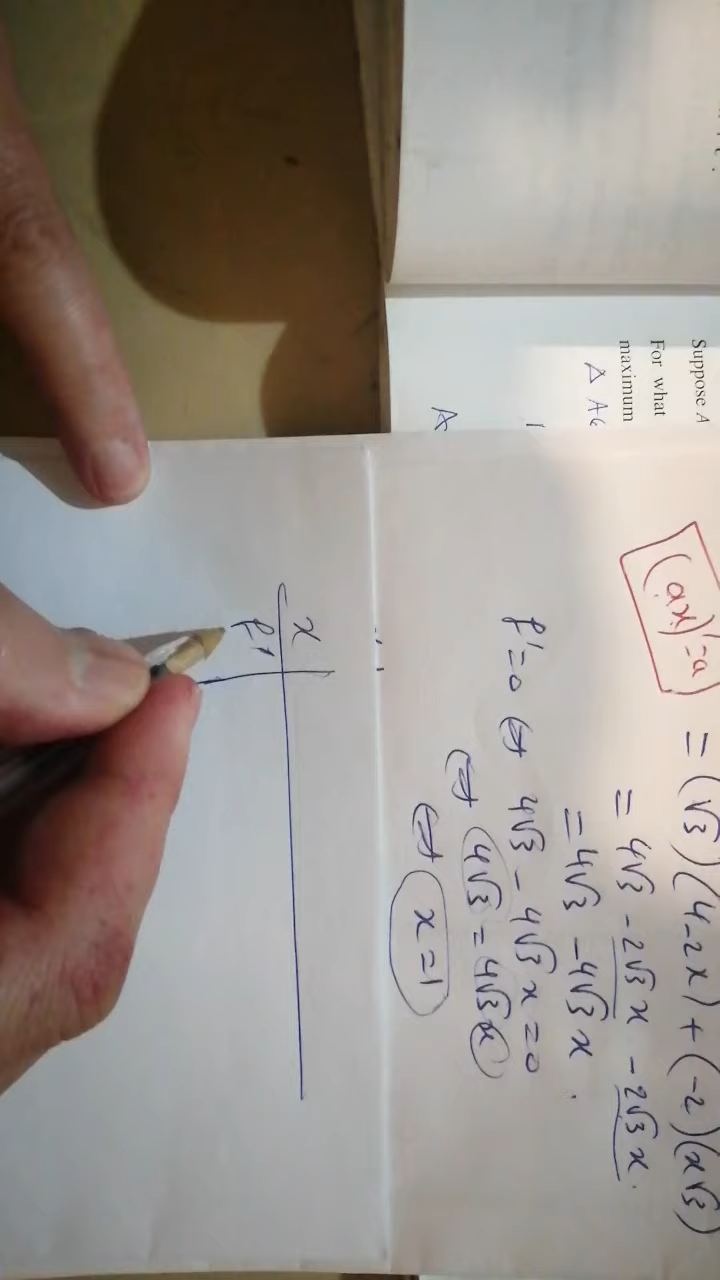 Suppose A
For what
maximum
Δ AG
A
(ax)'=a
= (√3)(4-2x) + (-2)(x√3)
= 4√3 - 2√3 x - 2√3 x.
= 4√3 - 4√3 x.
f'=0 ⇔ 4√3 - 4√3 x = 0
⇔ 4√3 = 4√3 x
⇔ x=1
x
f'